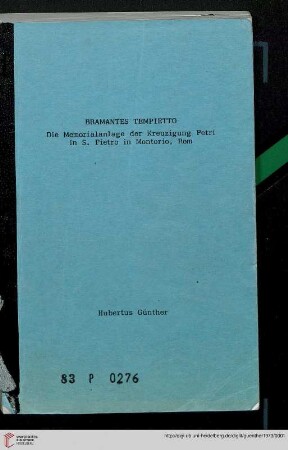 BRAMANTES TEMPIETTO
Die Memorialanlage der Kreuzigung Petri
in S. Pietro in Montorio, Rom
Hubertus Günther
83 P 0276